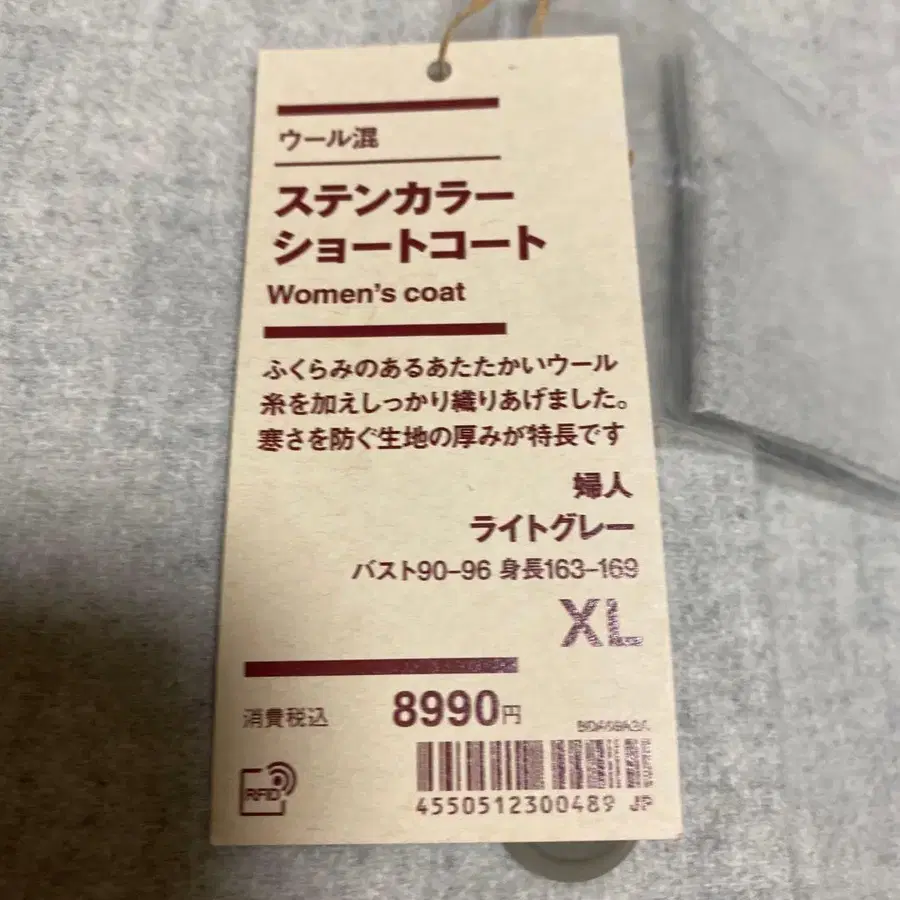 ウール混
ステンカラー
ショートコート
Women's coat
ふくらみのあるあたたかいウール
糸を加えしっかり織りあげました。
寒さを防ぐ生地の厚みが特長です
婦人
ライトグレー
バスト90–96 身長163–169
XL
消費税込 8990円
RFID
4550512300489 JP